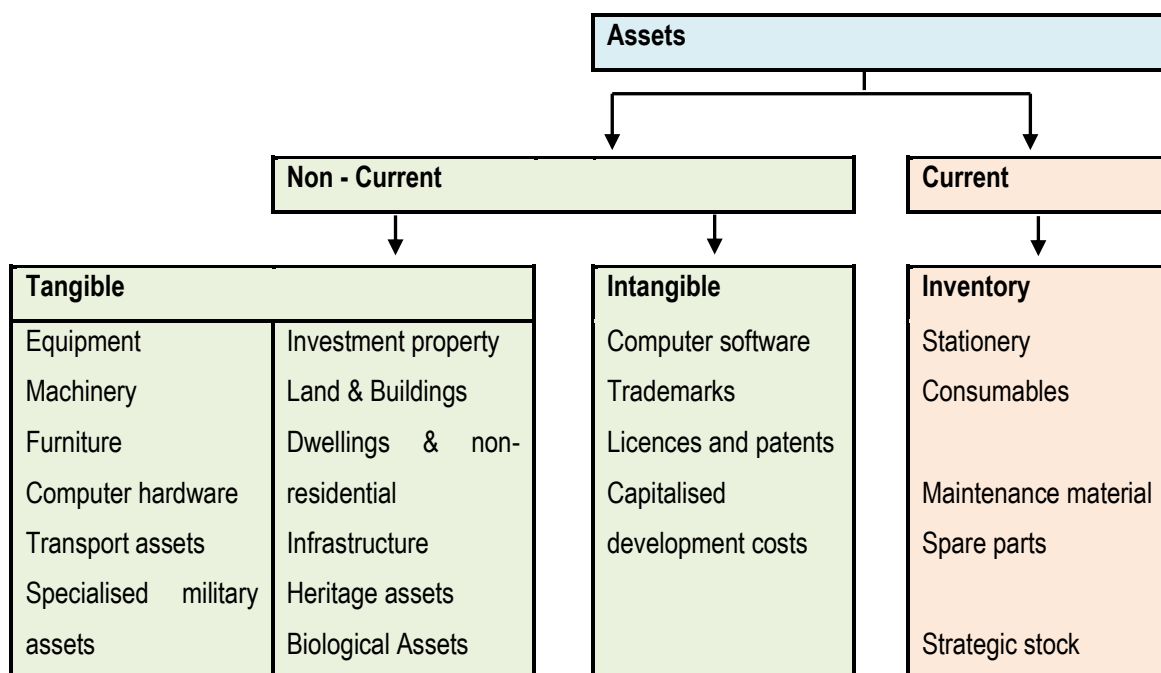 Assets
Non - Current
Current
Tangible
Equipment
Machinery
Furniture
Computer hardware
Transport assets
Specialised military
assets
Investment property
Land & Buildings
Dwellings & non-
residential
Infrastructure
Heritage assets
Biological Assets
Intangible
Computer software
Trademarks
Licences and patents
Capitalised
development costs
Inventory
Stationery
Consumables
Maintenance material
Spare parts
Strategic stock